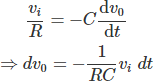 v_i/R = -C dv_0/dt
⇒ dv_0 = -1/RC v_i dt